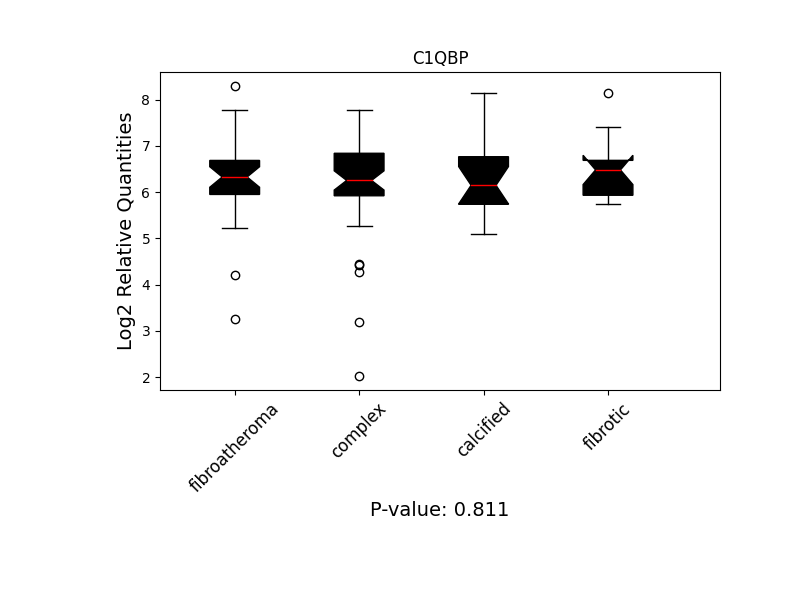 C1QBP
Log2 Relative Quantities
8
7
6
5
4
3
2
fibroatheroma
complex
calcified
fibrotic
P-value: 0.811